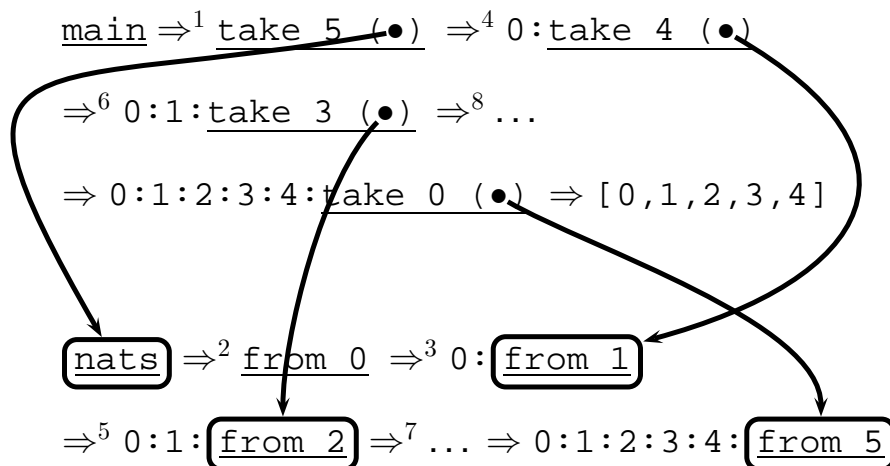 main ⇒¹ take 5 (●) ⇒⁴ 0:take 4 (●)
⇒⁶ 0:1:take 3 (●) ⇒⁸ ...
⇒ 0:1:2:3:4:take 0 (●) ⇒ [0,1,2,3,4]
nats ⇒² from 0 ⇒³ 0:from 1
⇒⁵ 0:1:from 2 ⇒⁷ ... ⇒ 0:1:2:3:4:from 5